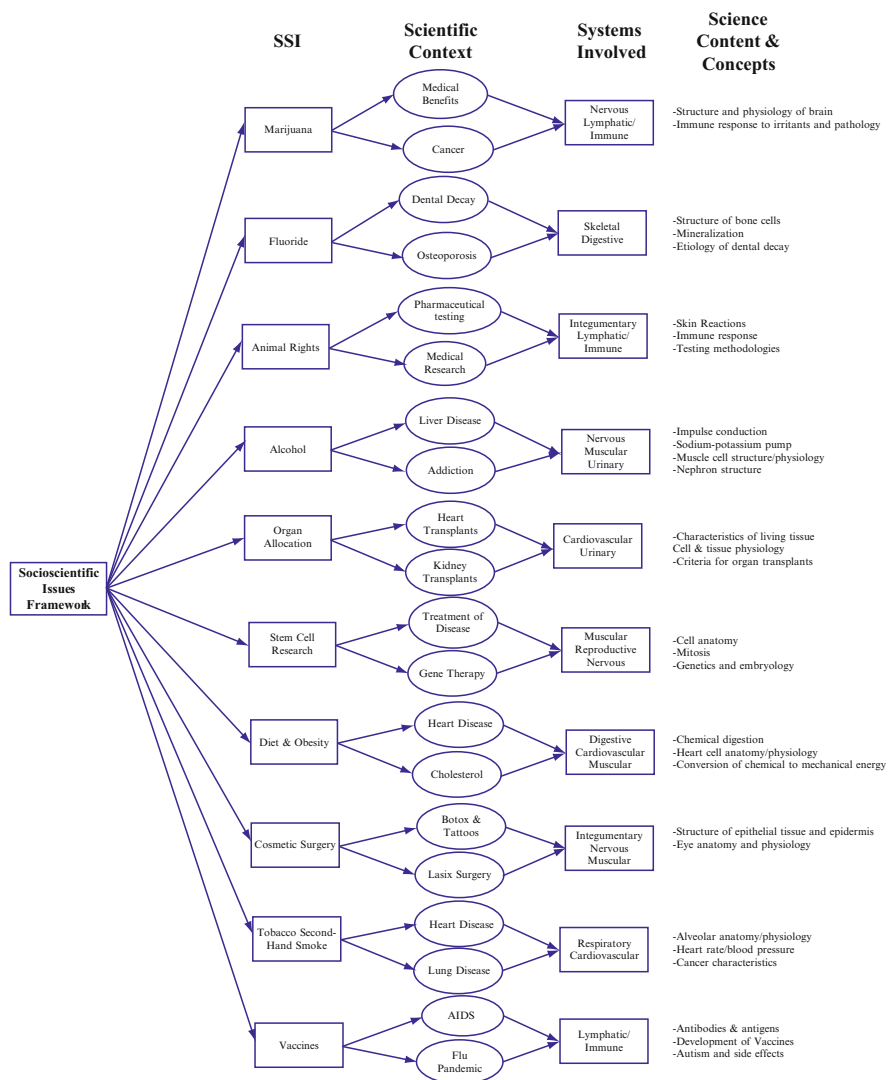 SSI
Scientific
Context
Systems
Involved
Science
Content &
Concepts
Socioscientific
Issues
Framework
Marijuana
Medical
Benefits
Cancer
Nervous
Lymphatic/
Immune
-Structure and physiology of brain
-Immune response to irritants and pathology
Fluoride
Dental Decay
Osteoporosis
Skeletal
Digestive
-Structure of bone cells
-Mineralization
-Etiology of dental decay
Animal Rights
Pharmaceutical
testing
Medical
Research
Integumentary
Lymphatic/
Immune
-Skin Reactions
-Immune response
-Testing methodologies
Alcohol
Liver Disease
Addiction
Nervous
Muscular
Urinary
-Impulse conduction
-Sodium-potassium pump
-Muscle cell structure/physiology
-Nephron structure
Organ
Allocation
Heart
Transplants
Kidney
Transplants
Cardiovascular
Urinary
-Characteristics of living tissue
Cell & tissue physiology
-Criteria for organ transplants
Stem Cell
Research
Treatment of
Disease
Gene Therapy
Muscular
Reproductive
Nervous
-Cell anatomy
-Mitosis
-Genetics and embryology
Diet & Obesity
Heart Disease
Cholesterol
Digestive
Cardiovascular
Muscular
-Chemical digestion
-Heart cell anatomy/physiology
-Conversion of chemical to mechanical energy
Cosmetic Surgery
Botox &
Tattoos
Lasix Surgery
Integumentary
Nervous
Muscular
-Structure of epithelial tissue and epidermis
-Eye anatomy and physiology
Tobacco Second-
Hand Smoke
Heart Disease
Lung Disease
Respiratory
Cardiovascular
-Alveolar anatomy/physiology
-Heart rate/blood pressure
-Cancer characteristics
Vaccines
AIDS
Flu
Pandemic
Lymphatic/
Immune
-Antibodies & antigens
-Development of Vaccines
-Autism and side effects